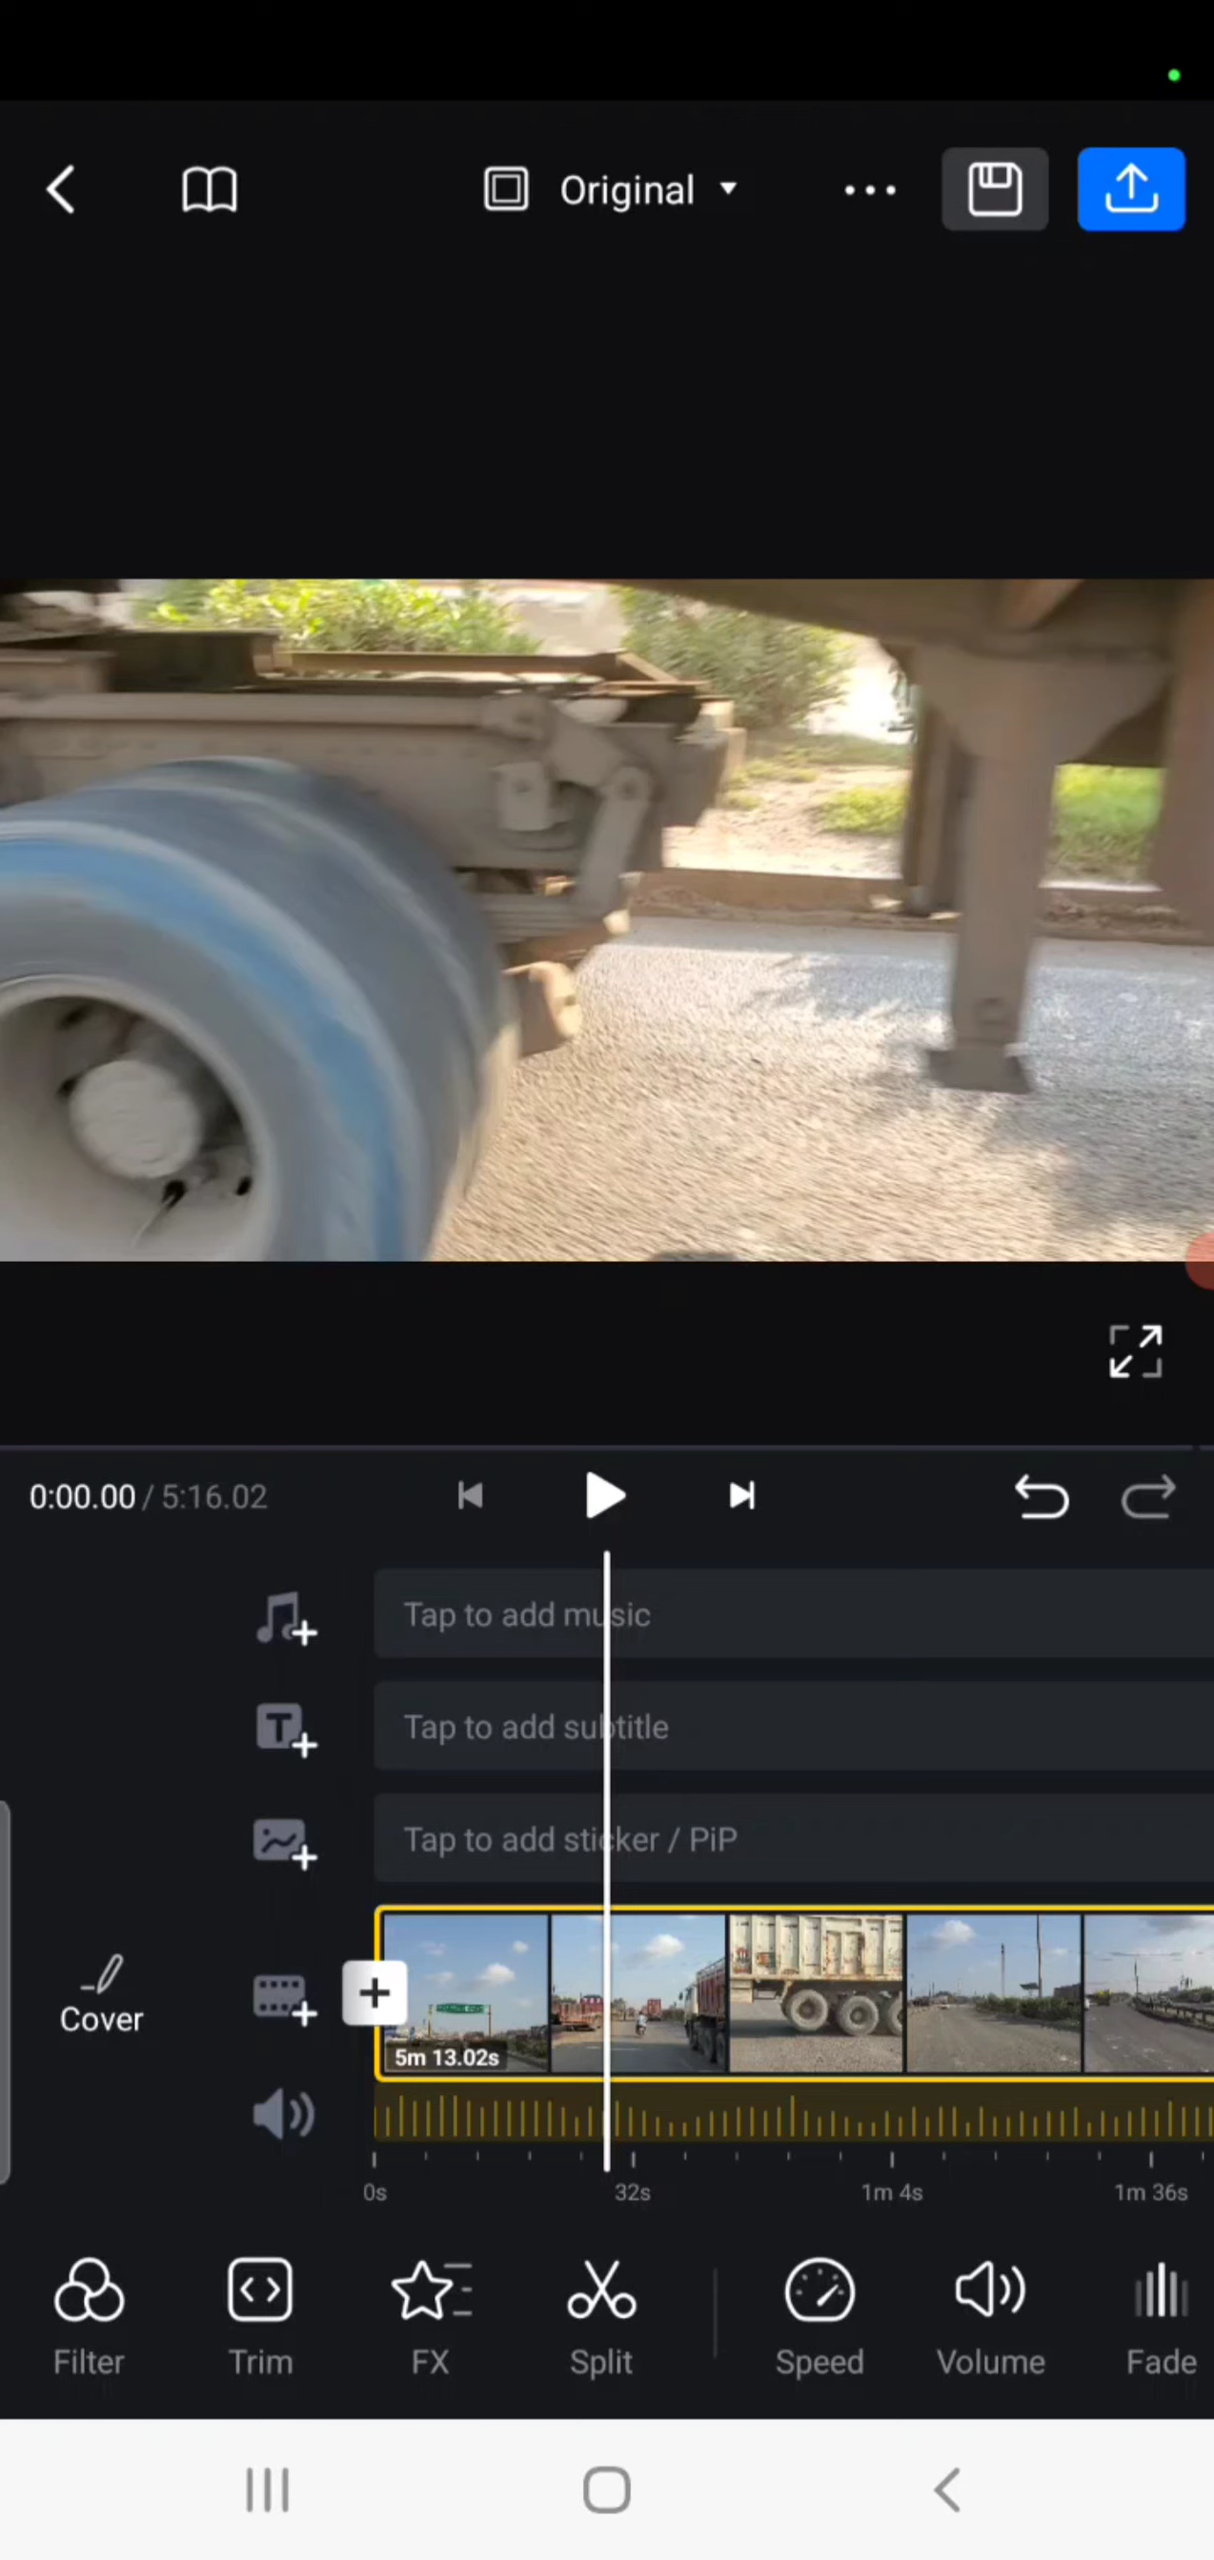 Original
0:00.00 / 5:16.02
Tap to add music
Tap to add subtitle
Tap to add sticker / PiP
Cover
5m 13.02s
0s 32s 1m 4s 1m 36s
Filter Trim FX Split Speed Volume Fade